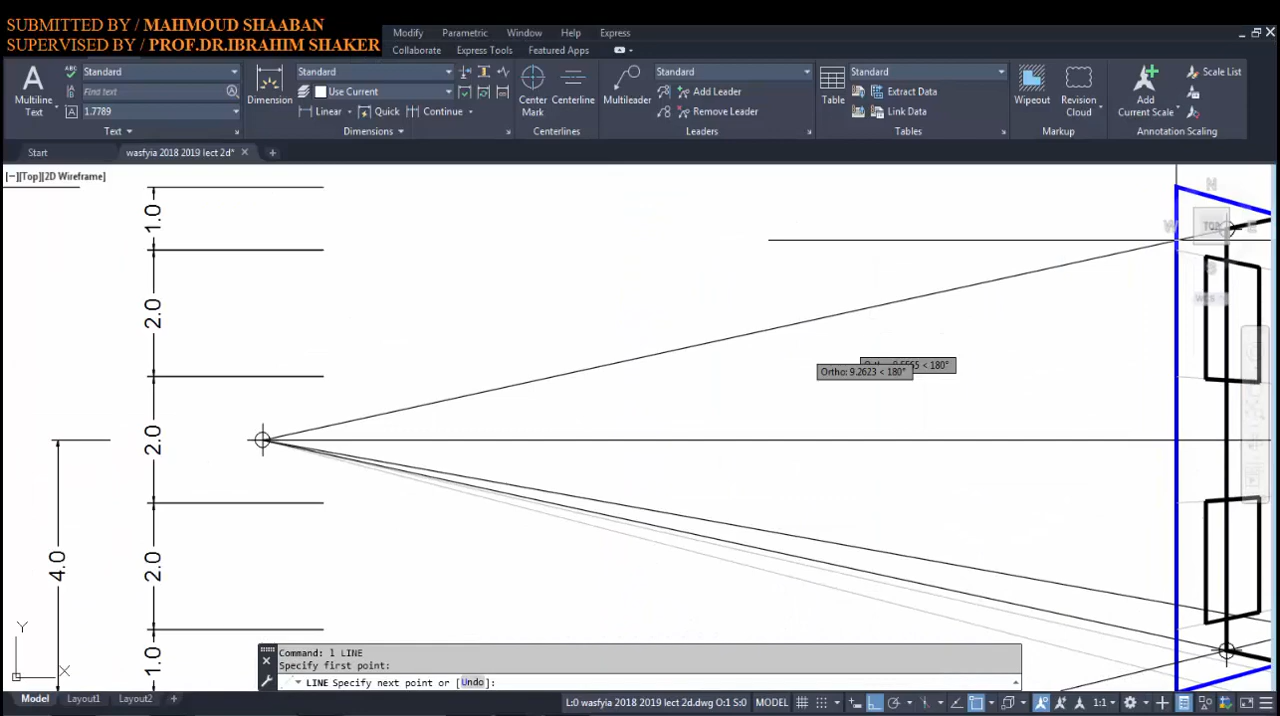 SUBMITTED BY / MAHMOUD SHAABAN
SUPERVISED BY / PROF.DR.IBRAHIM SHAKER
Modify Parametric Window Help Express
Collaborate Express Tools Featured Apps
Multiline Text
ABC Standard
Find text
1.7789
Text
Dimension
Standard
Use Current
Linear Quick Continue
Dimensions
Center Mark
Centerline
Centerlines
Multileader
Standard
Add Leader
Remove Leader
Leaders
Table
Standard
Extract Data
Link Data
Tables
Wipeout
Revision Cloud
Markup
Add Current Scale
Scale List
Annotation Scaling
Start
wasfyia 2018 2019 lect 2d*
[−][Top][2D Wireframe]
N
W TOP E
S
WCS
1.0
2.0
2.0
2.0
1.0
4.0
Ortho: 9.2623 < 180°
< 180°
Y
X
Command: l LINE
Specify first point:
LINE Specify next point or [Undo]:
Model Layout1 Layout2 +
L:0 wasfyia 2018 2019 lect 2d.dwg O:1 S:0 MODEL
1:1